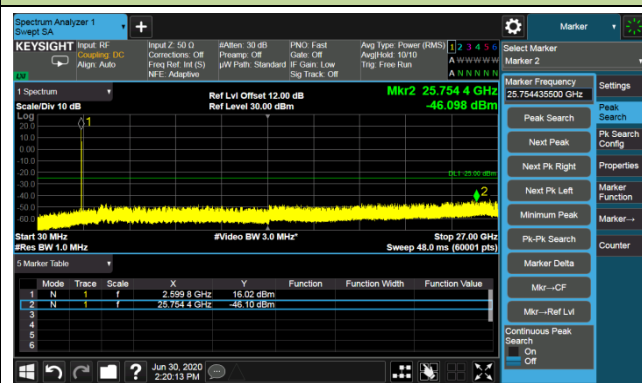 Spectrum Analyzer 1
Swept SA
+
Marker
KEYSIGHT
Input: RF
Coupling: DC
Align: Auto
Input Z: 50 Ω
Corrections: Off
Freq Ref: Int (S)
NFE: Adaptive
#Atten: 30 dB
Preamp: Off
µW Path: Standard
PNO: Fast
Gate: Off
IF Gain: Low
Sig Track: Off
Avg Type: Power (RMS)
Avg|Hold: 10/10
Trig: Free Run
1 2 3 4 5 6
A W W W W W
A N N N N N
LV
Select Marker
Marker 2
1 Spectrum
Scale/Div 10 dB
Ref Lvl Offset 12.00 dB
Ref Level 30.00 dBm
Mkr2 25.754 4 GHz
-46.098 dBm
Log
20.0
10.0
0.00
-10.0
-20.0
-30.0
-40.0
-50.0
-60.0
1
DL1 -25.00 dBm
2
Start 30 MHz
#Res BW 1.0 MHz
#Video BW 3.0 MHz*
Stop 27.00 GHz
Sweep 48.0 ms (60001 pts)
5 Marker Table
Mode Trace Scale X Y Function Function Width Function Value
1 N 1 f 2.599 8 GHz 16.02 dBm
2 N 1 f 25.754 4 GHz -46.10 dBm
3
4
5
6
Marker Frequency
25.754435500 GHz
Peak Search
Next Peak
Next Pk Right
Next Pk Left
Minimum Peak
Pk-Pk Search
Marker Delta
Mkr→CF
Mkr→Ref Lvl
Continuous Peak
Search
On
Off
Settings
Peak
Search
Pk Search
Config
Properties
Marker
Function
Marker→
Counter
?
Jun 30, 2020
2:20:13 PM